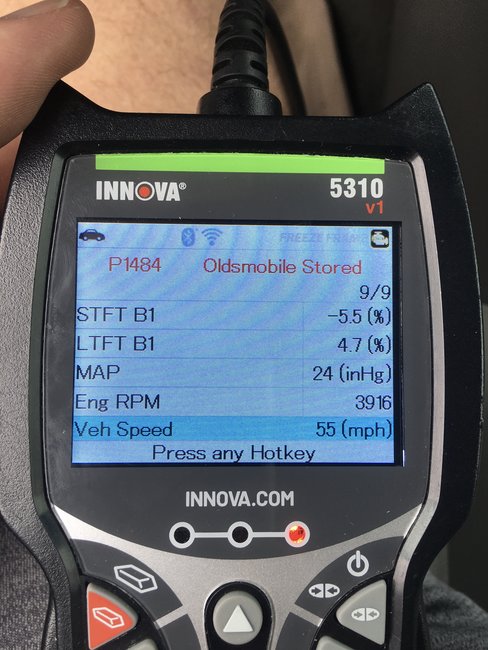 INNOVA®
5310
v1
FREEZE FRAME
P1484 Oldsmobile Stored
9/9
STFT B1 -5.5 (%)
LTFT B1 4.7 (%)
MAP 24 (inHg)
Eng RPM 3916
Veh Speed 55 (mph)
Press any Hotkey
INNOVA.COM